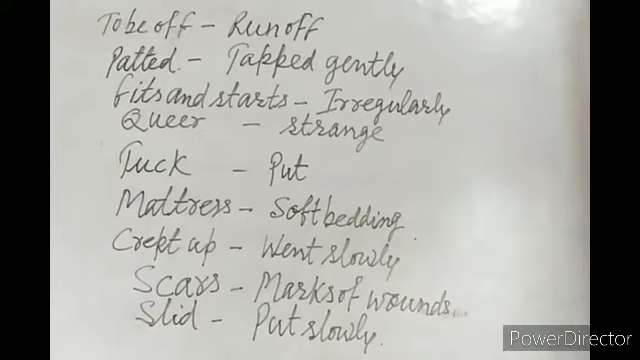 To be off - Run off
Patted. - Tapped gently
Fits and starts - Irregularly
Queer - strange
Tuck - Put
Mattress - Soft bedding
Crept up - Went slowly
Scars - Marks of wounds...
Slid - Put slowly.
PowerDirector